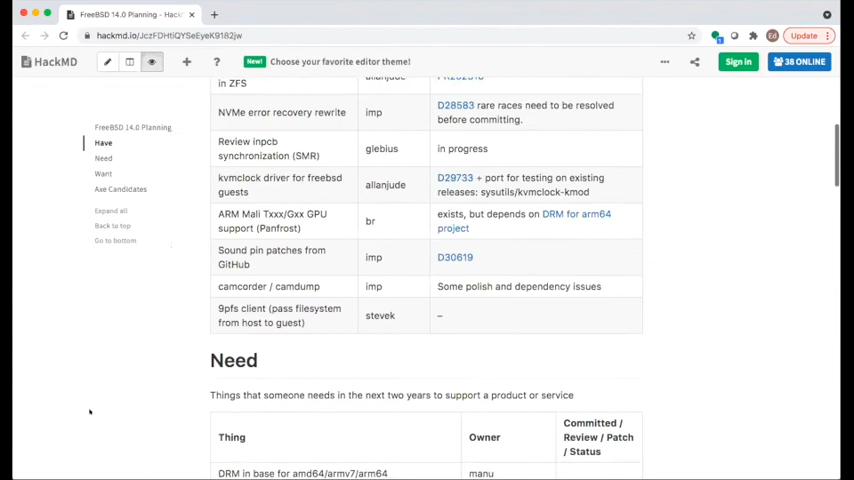 FreeBSD 14.0 Planning - Hack
hackmd.io/JczFDHtiQYSeEyeK9182jw
Ed
Update
HackMD
New!
Choose your favorite editor theme!
Sign in
38 ONLINE
FreeBSD 14.0 Planning
Have
Need
Want
Axe Candidates
Expand all
Back to top
Go to bottom
in ZFS
allanjude
NVMe error recovery rewrite
imp
D28583 rare races need to be resolved
before committing.
Review inpcb
synchronization (SMR)
glebius
in progress
kvmclock driver for freebsd
guests
allanjude
D29733 + port for testing on existing
releases: sysutils/kvmclock-kmod
ARM Mali Txxx/Gxx GPU
support (Panfrost)
br
exists, but depends on DRM for arm64
project
Sound pin patches from
GitHub
imp
D30619
camcorder / camdump
imp
Some polish and dependency issues
9pfs client (pass filesystem
from host to guest)
stevek
–
Need
Things that someone needs in the next two years to support a product or service
Thing
Owner
Committed /
Review / Patch
/ Status
DRM in base for amd64/armv7/arm64
manu